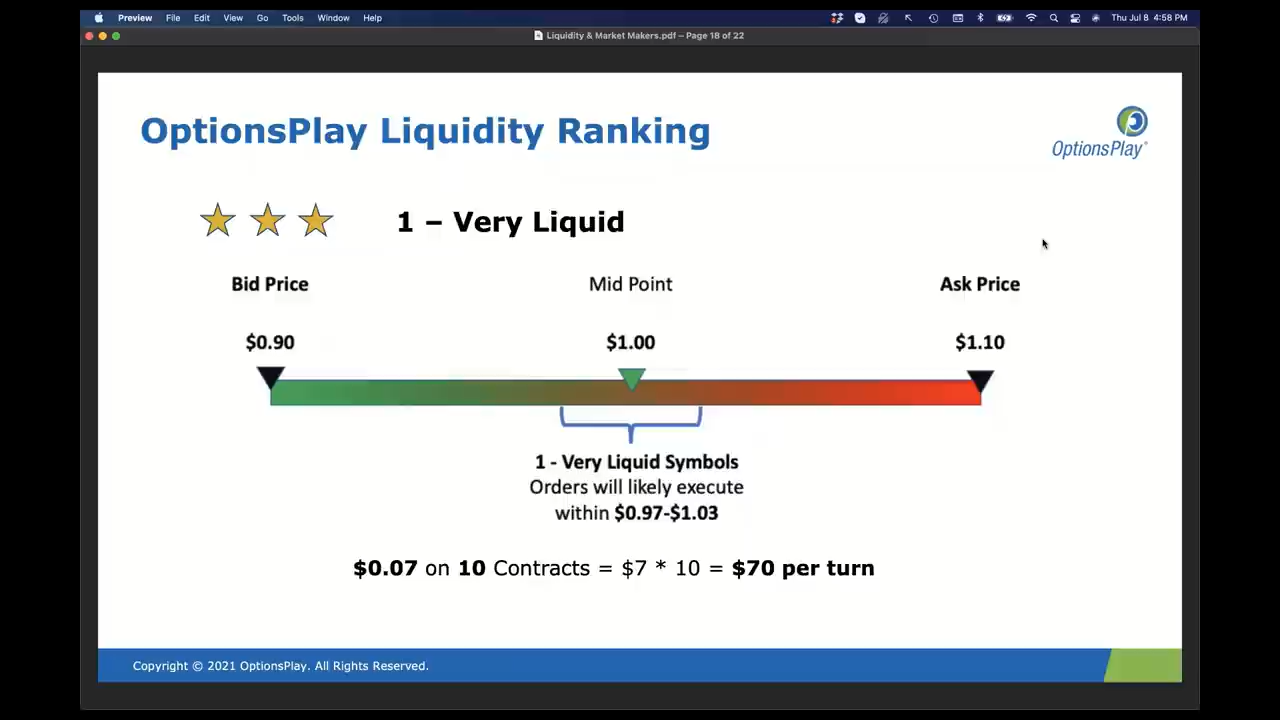 Preview File Edit View Go Tools Window Help Thu Jul 8 4:58 PM
Liquidity & Market Makers.pdf – Page 18 of 22
OptionsPlay Liquidity Ranking
OptionsPlay®
1 – Very Liquid
Bid Price Mid Point Ask Price
$0.90 $1.00 $1.10
1 - Very Liquid Symbols
Orders will likely execute
within $0.97-$1.03
$0.07 on 10 Contracts = $7 * 10 = $70 per turn
Copyright © 2021 OptionsPlay. All Rights Reserved.